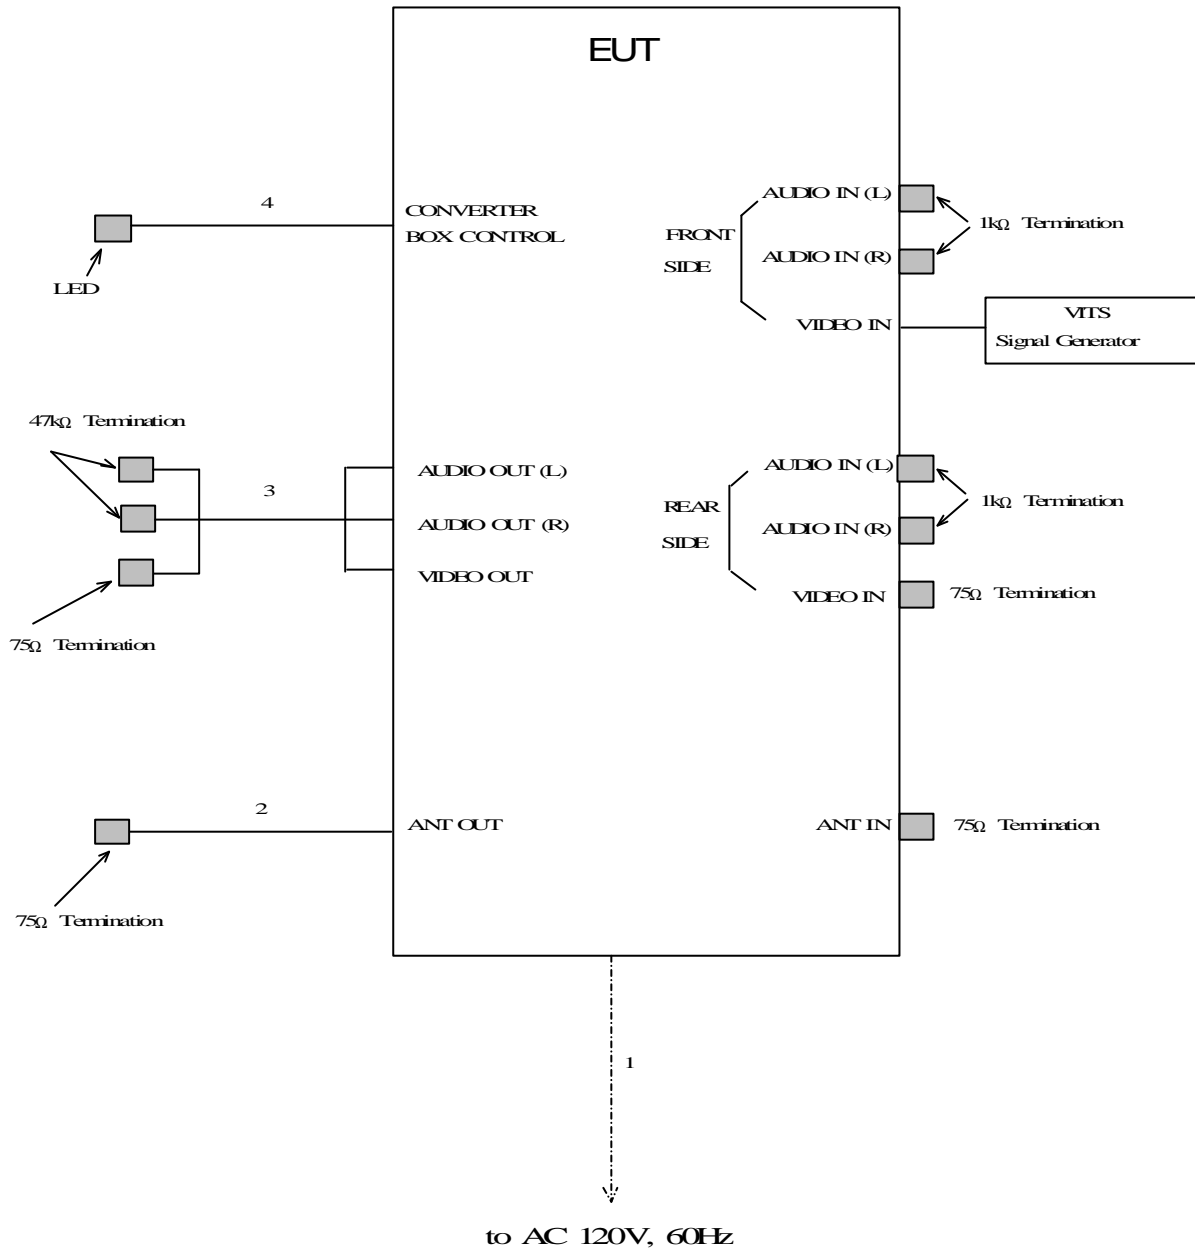 EUT
4
CONVERTER
BOX CONTROL
LED
AUDIO IN (L)
FRONT
SIDE
AUDIO IN (R)
VIDEO IN
1kΩ Termination
VITS
Signal Generator
47kΩ Termination
3
AUDIO OUT (L)
AUDIO OUT (R)
VIDEO OUT
75Ω Termination
AUDIO IN (L)
REAR
SIDE
AUDIO IN (R)
VIDEO IN
1kΩ Termination
75Ω Termination
2
ANT OUT
75Ω Termination
ANT IN
75Ω Termination
1
to AC 120V, 60Hz